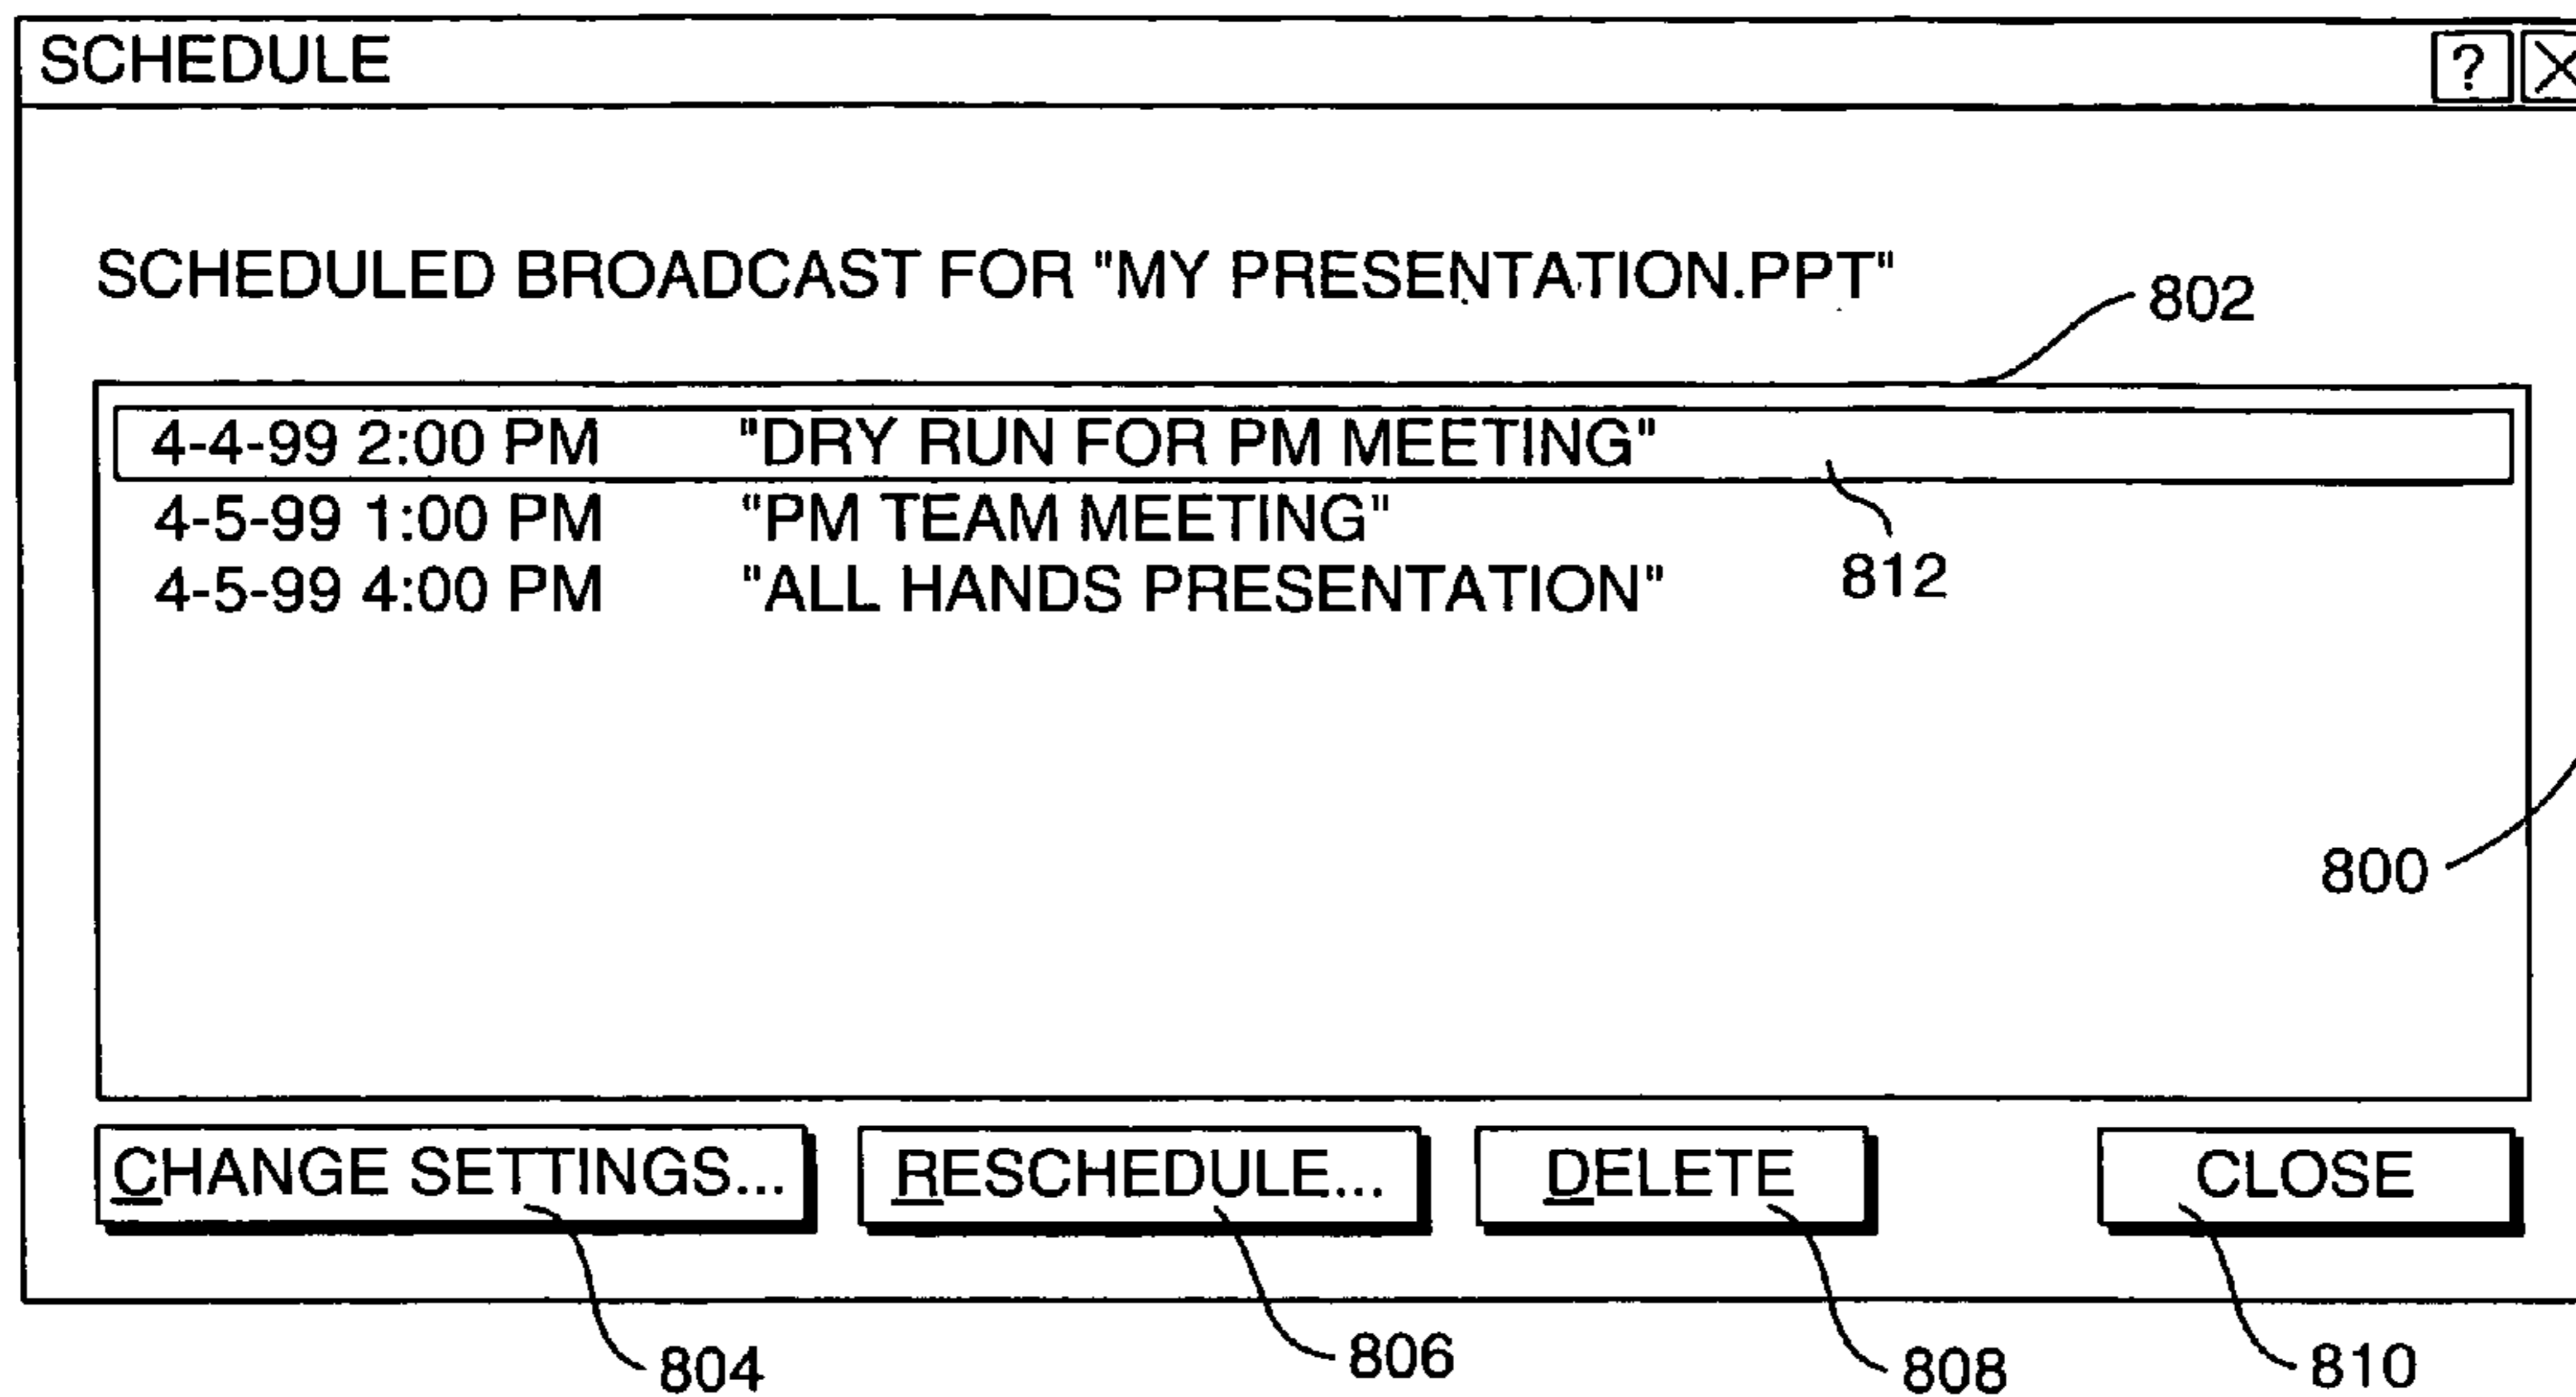 SCHEDULE ?
SCHEDULED BROADCAST FOR "MY PRESENTATION.PPT"
802
4-4-99 2:00 PM "DRY RUN FOR PM MEETING"
4-5-99 1:00 PM "PM TEAM MEETING"
812
4-5-99 4:00 PM "ALL HANDS PRESENTATION"
800
CHANGE SETTINGS... RESCHEDULE... DELETE CLOSE
804 806 808 810